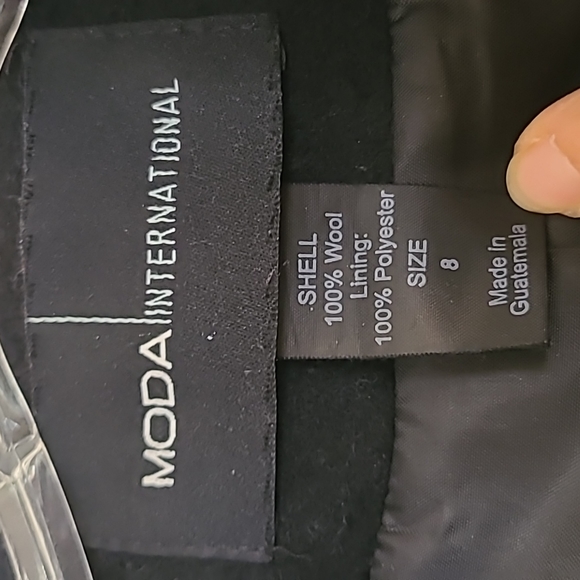 MODA INTERNATIONAL
SHELL
100% Wool
Lining:
100% Polyester
SIZE
8
Made in
Guatemala